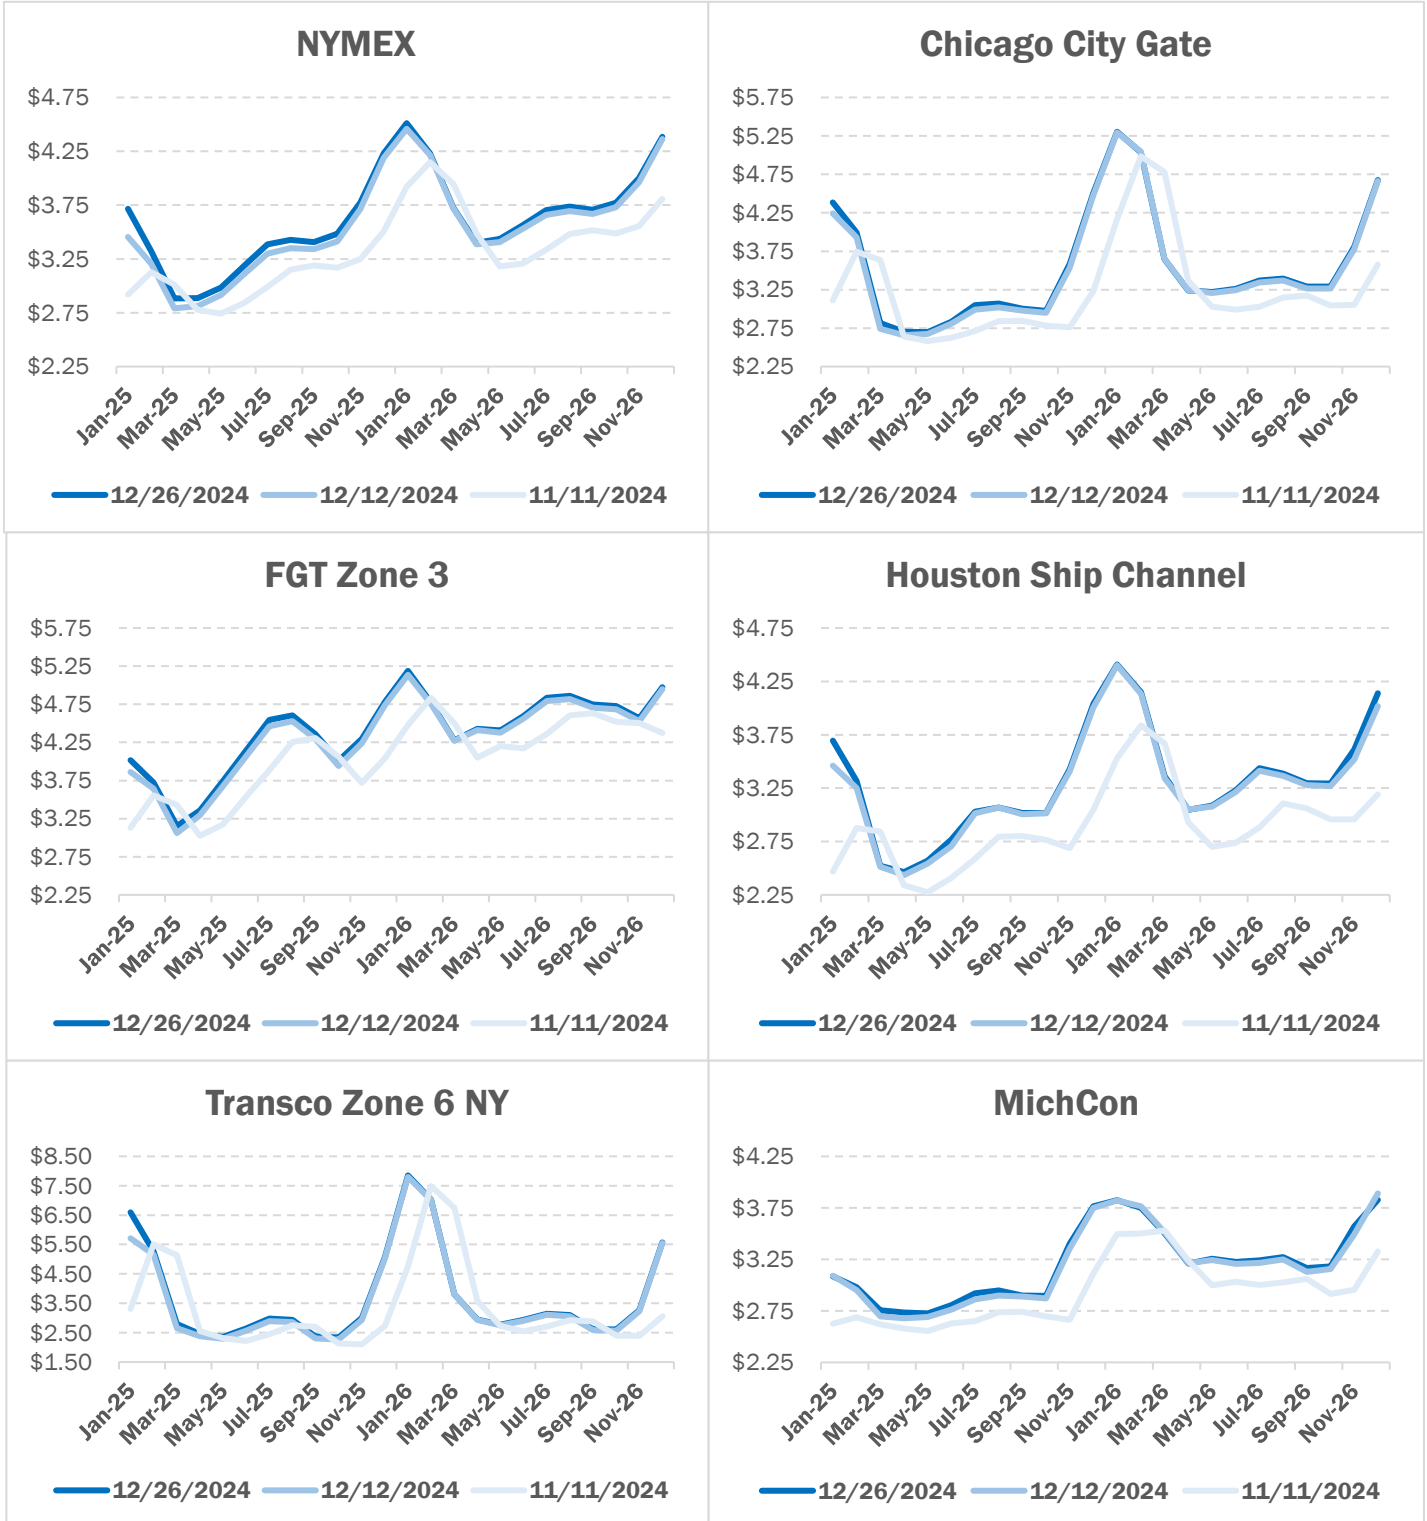 NYMEX
$4.75
$4.25
$3.75
$3.25
$2.75
$2.25
Jan-25 Mar-25 May-25 Jul-25 Sep-25 Nov-25 Jan-26 Mar-26 May-26 Jul-26 Sep-26 Nov-26
12/26/2024 12/12/2024 11/11/2024
Chicago City Gate
$5.75
$5.25
$4.75
$4.25
$3.75
$3.25
$2.75
$2.25
Jan-25 Mar-25 May-25 Jul-25 Sep-25 Nov-25 Jan-26 Mar-26 May-26 Jul-26 Sep-26 Nov-26
12/26/2024 12/12/2024 11/11/2024
FGT Zone 3
$5.75
$5.25
$4.75
$4.25
$3.75
$3.25
$2.75
$2.25
Jan-25 Mar-25 May-25 Jul-25 Sep-25 Nov-25 Jan-26 Mar-26 May-26 Jul-26 Sep-26 Nov-26
12/26/2024 12/12/2024 11/11/2024
Houston Ship Channel
$4.75
$4.25
$3.75
$3.25
$2.75
$2.25
Jan-25 Mar-25 May-25 Jul-25 Sep-25 Nov-25 Jan-26 Mar-26 May-26 Jul-26 Sep-26 Nov-26
12/26/2024 12/12/2024 11/11/2024
Transco Zone 6 NY
$8.50
$7.50
$6.50
$5.50
$4.50
$3.50
$2.50
$1.50
Jan-25 Mar-25 May-25 Jul-25 Sep-25 Nov-25 Jan-26 Mar-26 May-26 Jul-26 Sep-26 Nov-26
12/26/2024 12/12/2024 11/11/2024
MichCon
$4.25
$3.75
$3.25
$2.75
$2.25
Jan-25 Mar-25 May-25 Jul-25 Sep-25 Nov-25 Jan-26 Mar-26 May-26 Jul-26 Sep-26 Nov-26
12/26/2024 12/12/2024 11/11/2024